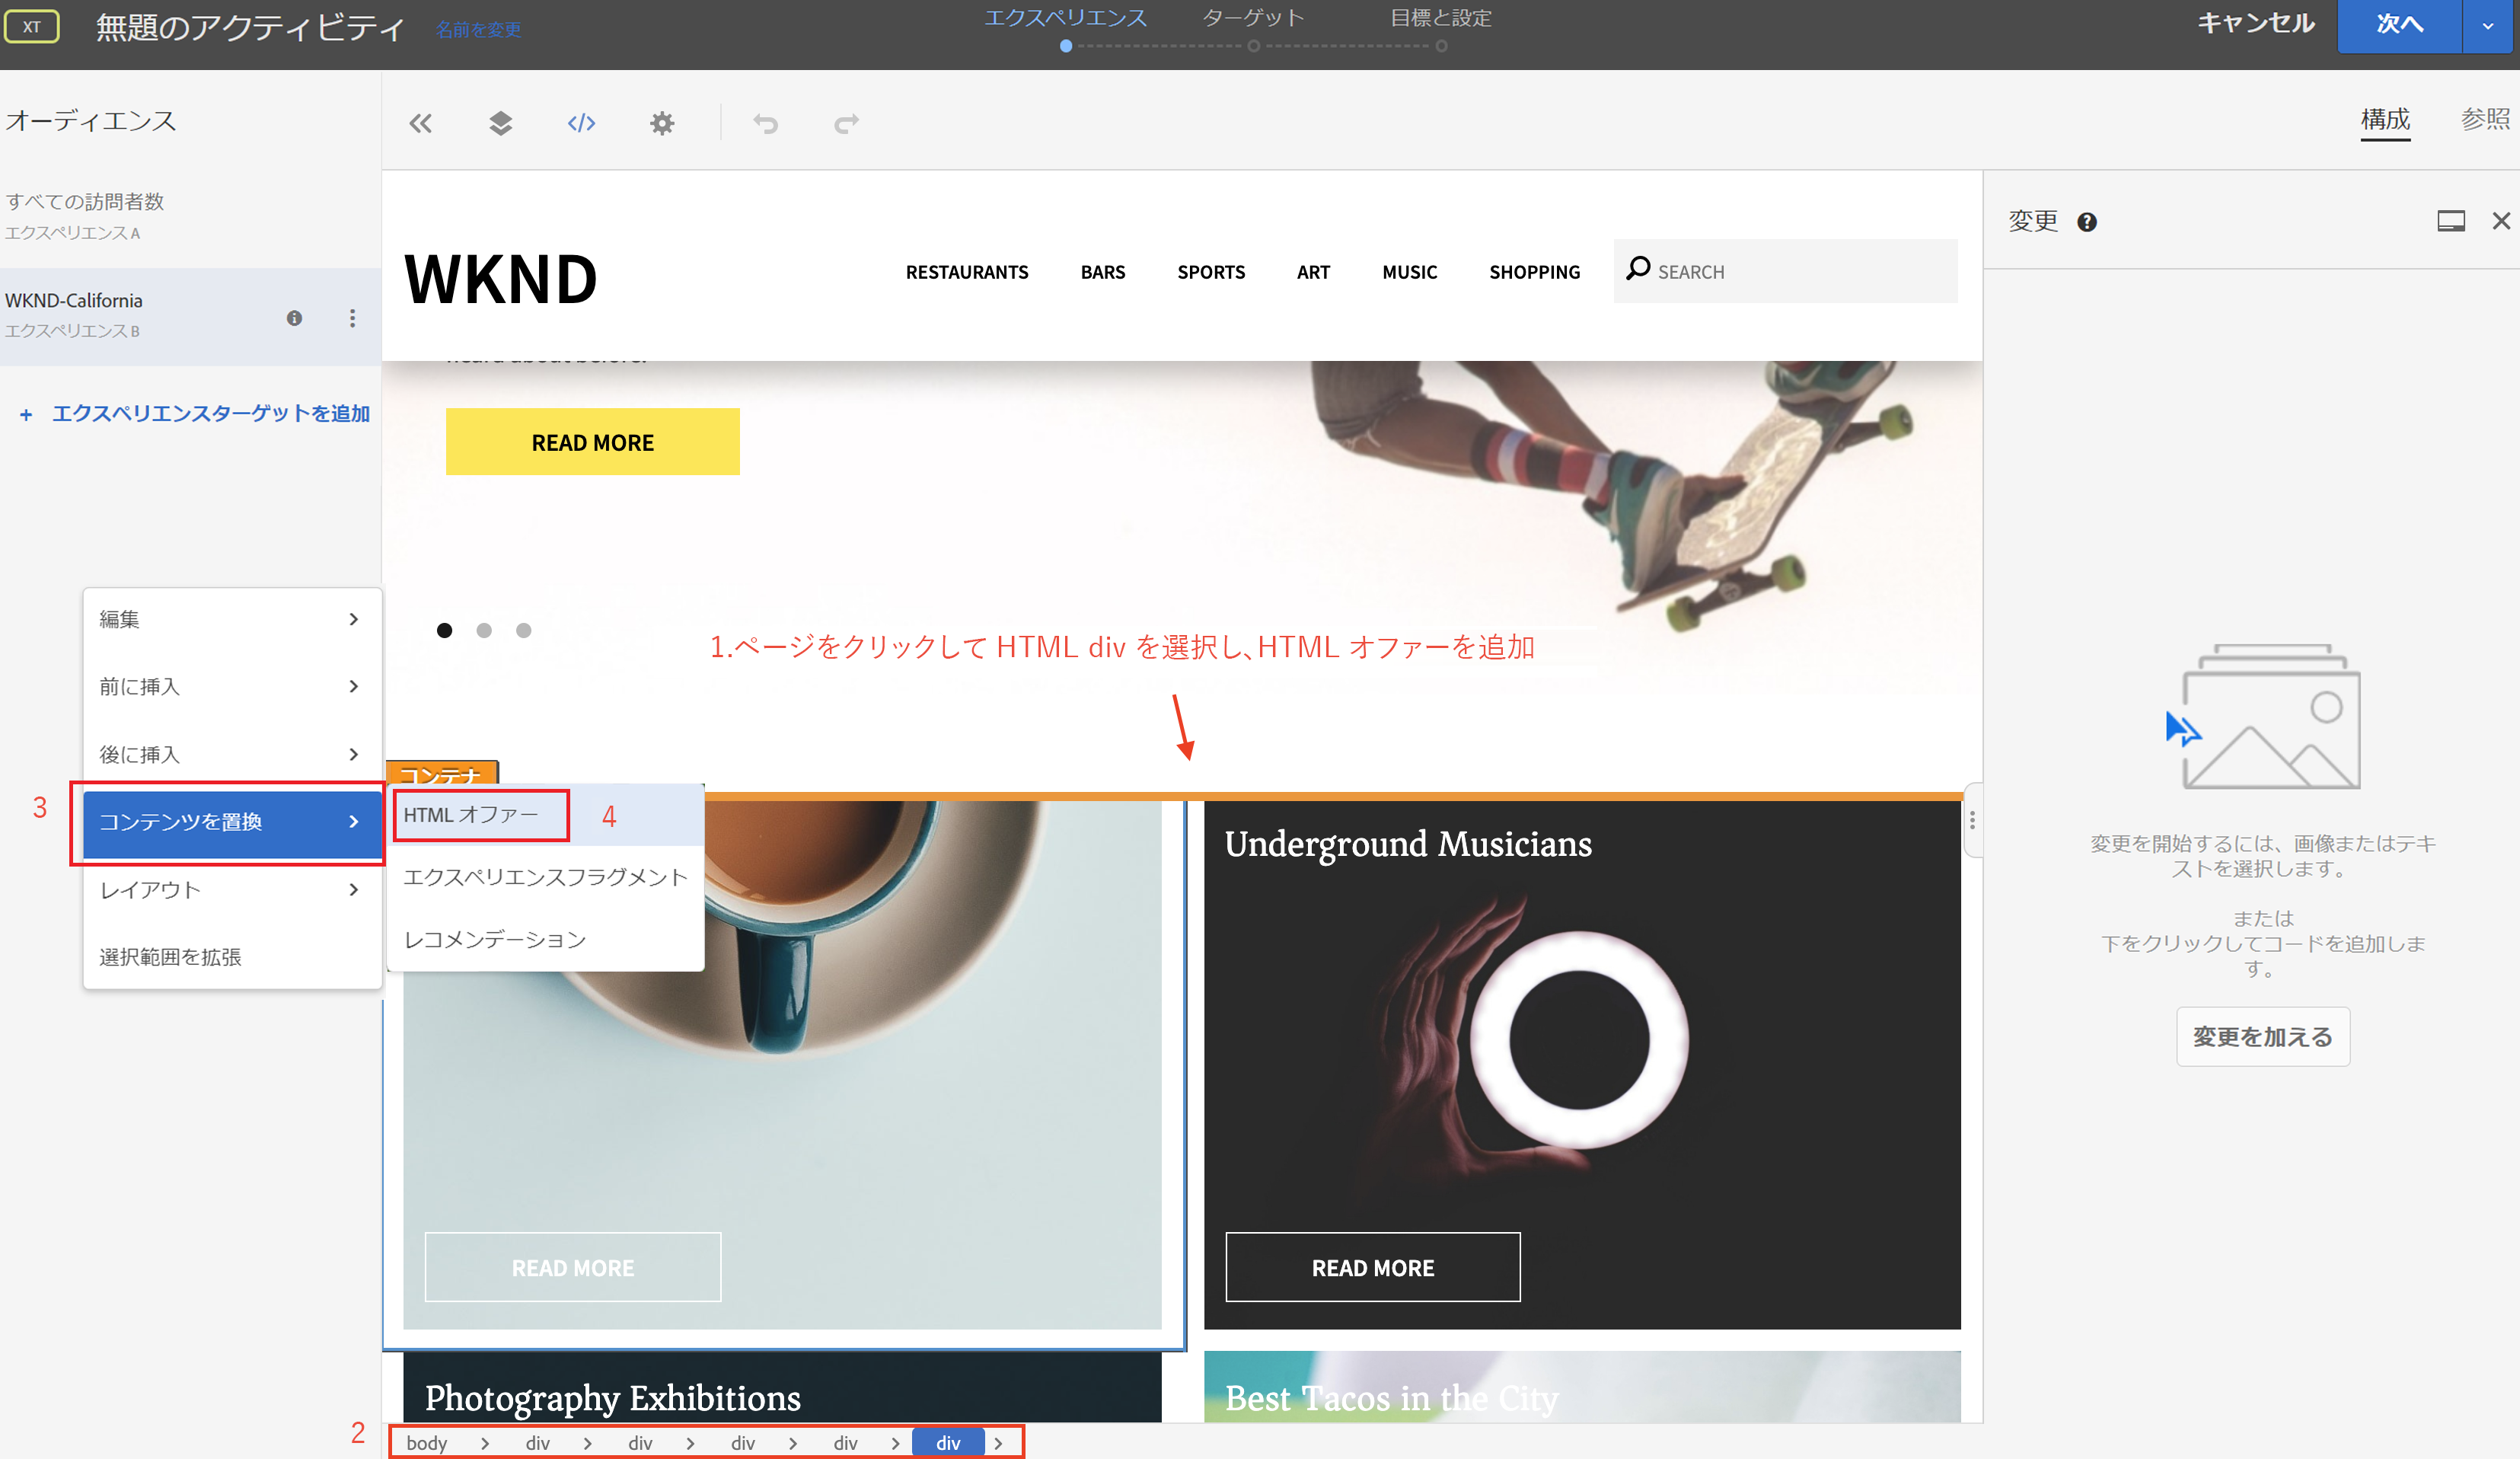 XT
無題のアクティビティ
名前を変更
エクスペリエンス
ターゲット
目標と設定
キャンセル
次へ
オーディエンス
構成
参照
すべての訪問者数
エクスペリエンス A
WKND-California
エクスペリエンス B
+ エクスペリエンスターゲットを追加
WKND
RESTAURANTS
BARS
SPORTS
ART
MUSIC
SHOPPING
SEARCH
変更
heard about before.
READ MORE
1.ページをクリックして HTML div を選択し、HTML オファーを追加
編集
前に挿入
後に挿入
3
コンテンツを置換
レイアウト
選択範囲を拡張
コンテナ
HTML オファー
4
エクスペリエンスフラグメント
レコメンデーション
Underground Musicians
READ MORE
READ MORE
Photography Exhibitions
Best Tacos in the City
変更を開始するには、画像またはテキ
ストを選択します。
または
下をクリックしてコードを追加しま
す。
変更を加える
2
body
div
div
div
div
div